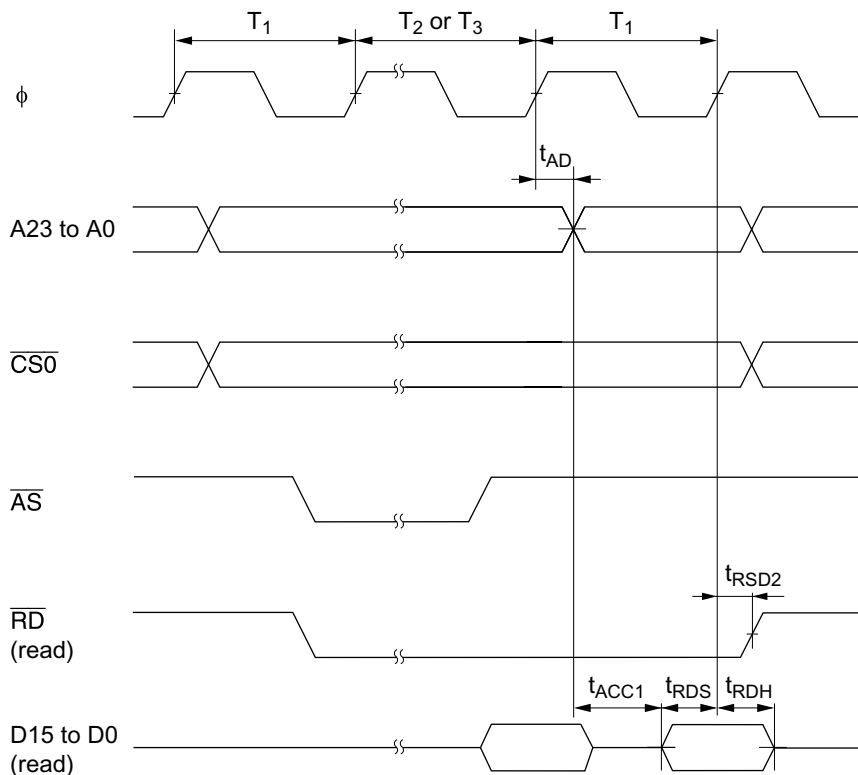 T1 T2 or T3 T1
ϕ
tAD
A23 to A0
CS0
AS
tRSD2
RD
(read)
tACC1 tRDS tRDH
D15 to D0
(read)